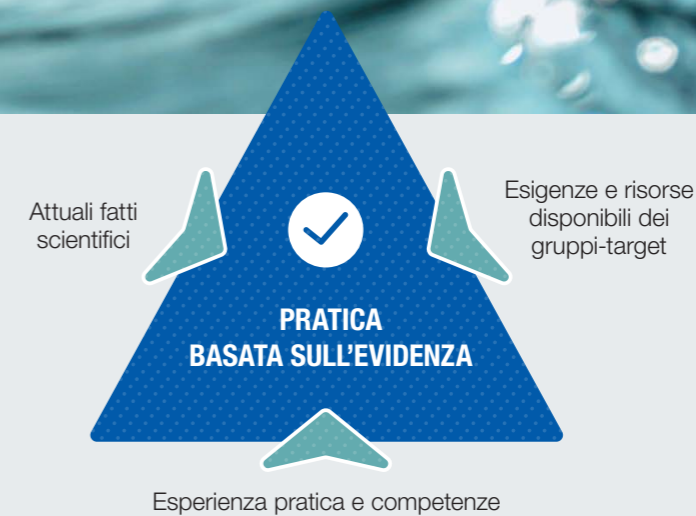 Attuali fatti
scientifici
Esigenze e risorse
disponibili dei
gruppi-target
PRATICA
BASATA SULL’EVIDENZA
Esperienza pratica e competenze